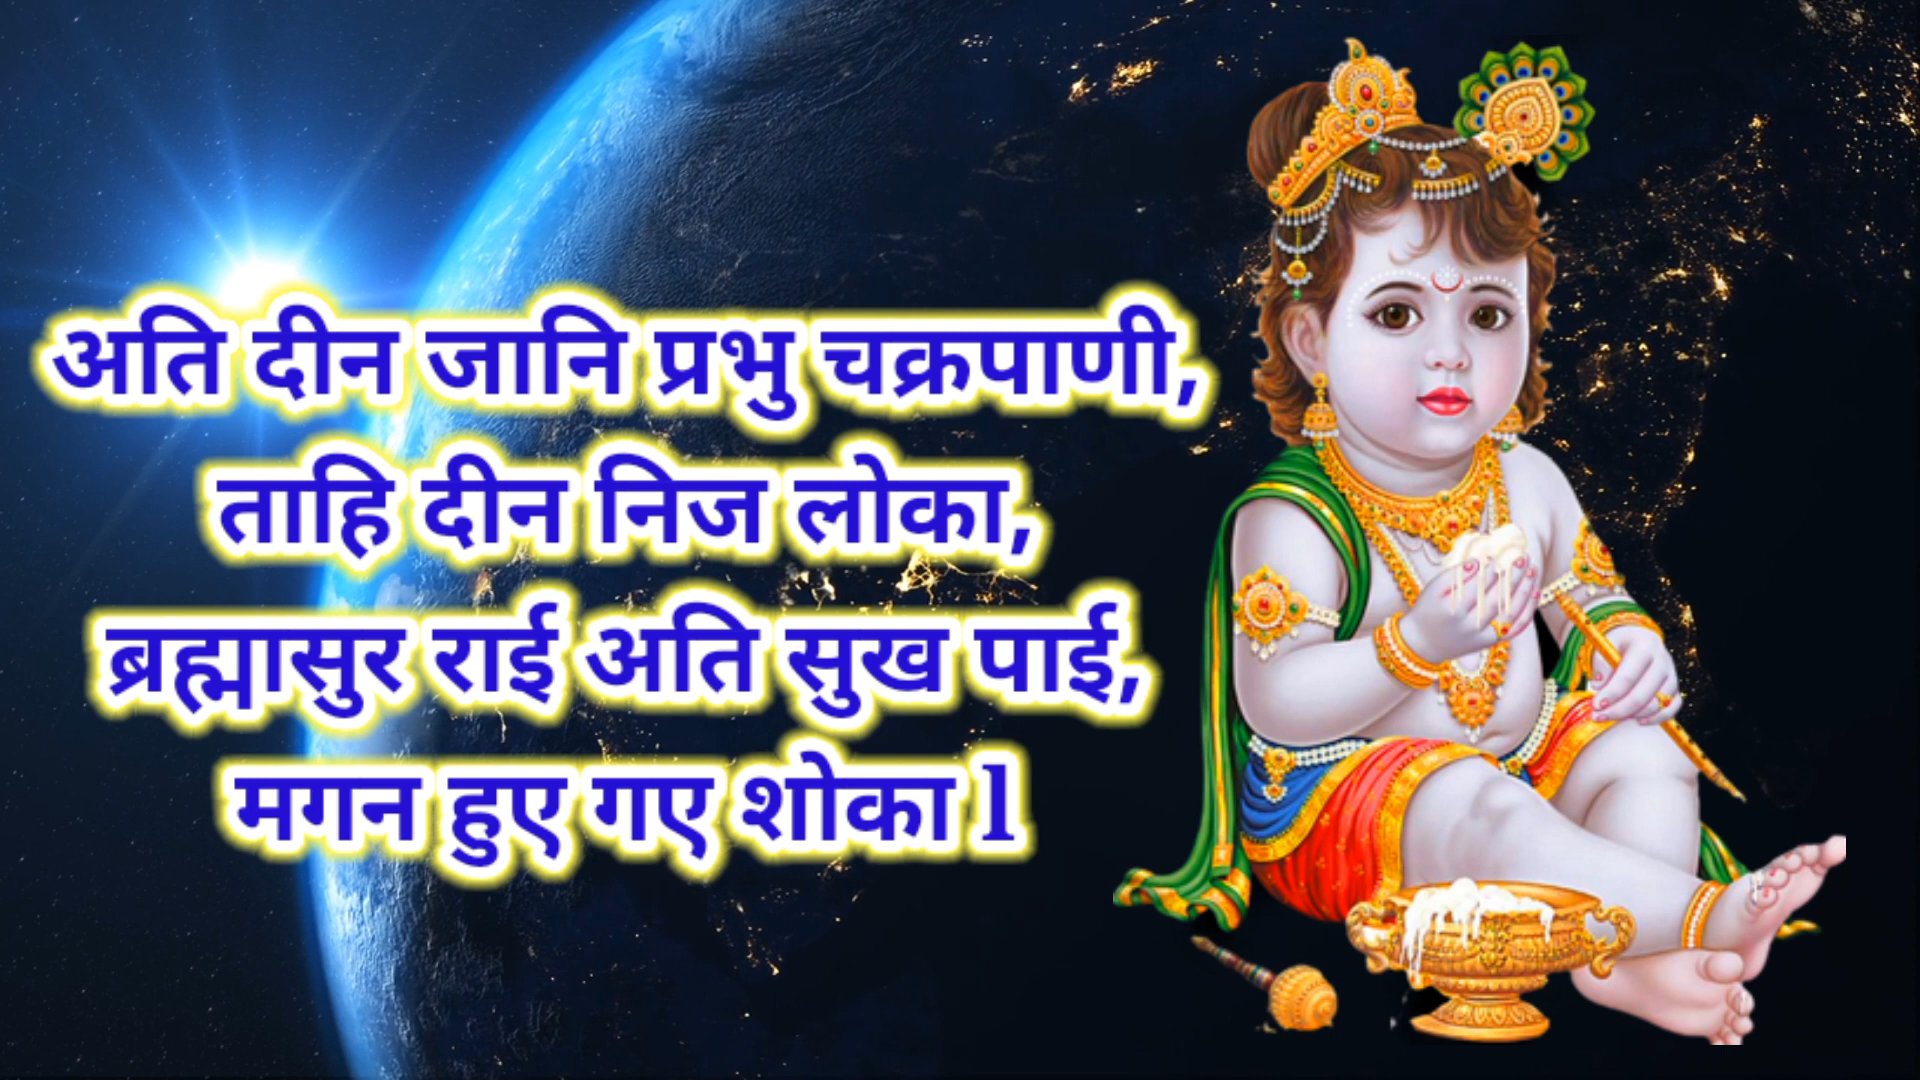 अति दीन जानि प्रभु चक्रपाणी,
ताहि दीन निज लोका,
ब्रह्मासुर राई अति सुख पाई,
मगन हुए गए शोका l